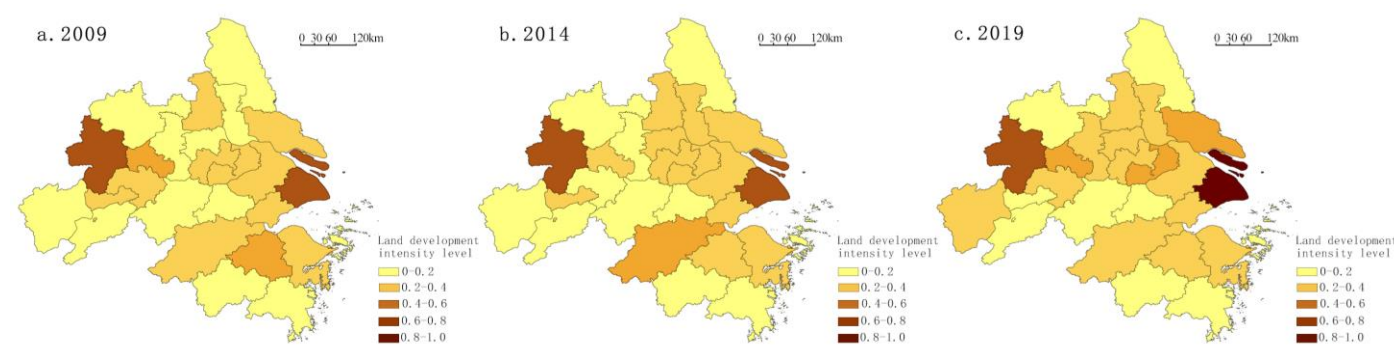 a.2009
0 30 60 120km
b.2014
0 30 60 120km
c.2019
0 30 60 120km
Land development
intensity level
0-0.2
0.2-0.4
0.4-0.6
0.6-0.8
0.8-1.0
Land development
intensity level
0-0.2
0.2-0.4
0.4-0.6
0.6-0.8
0.8-1.0
Land development
intensity level
0-0.2
0.2-0.4
0.4-0.6
0.6-0.8
0.8-1.0